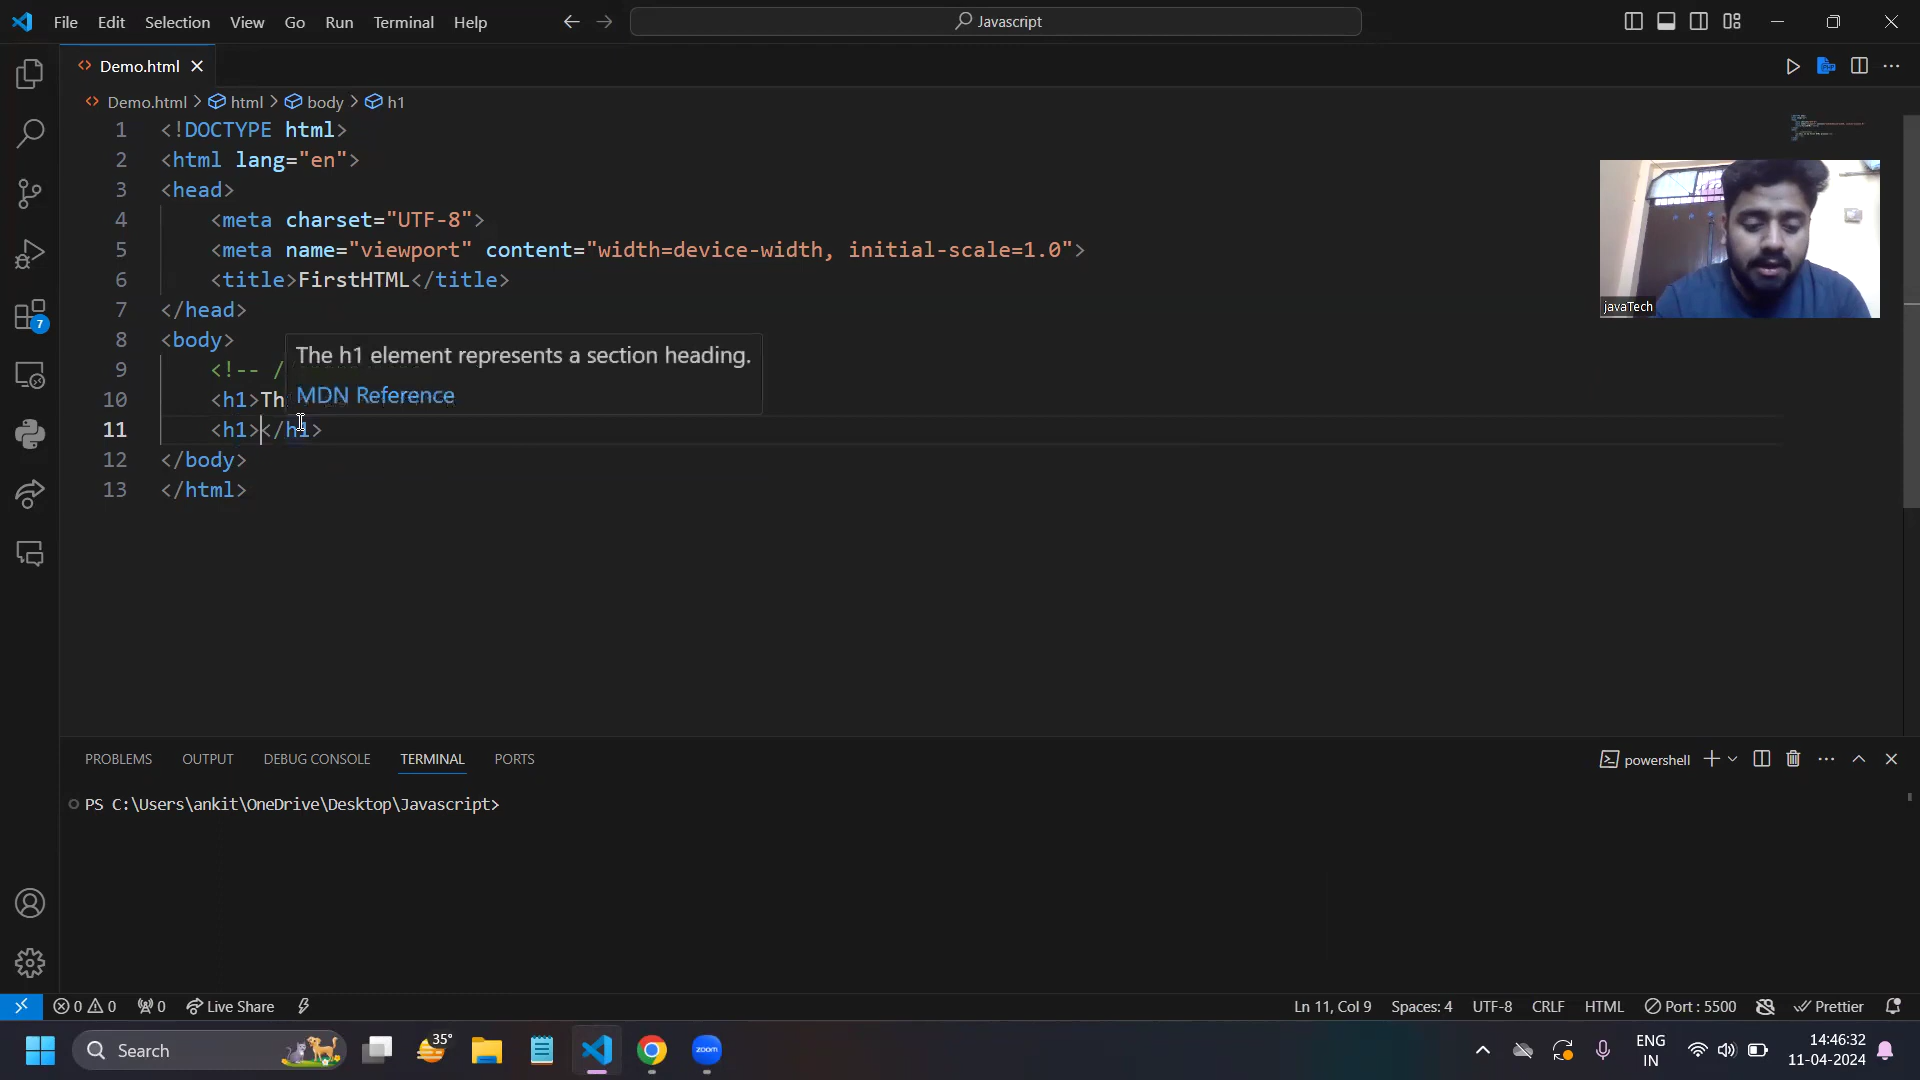 File Edit Selection View Go Run Terminal Help Javascript
Demo.html
Demo.html > html > body > h1
1 <!DOCTYPE html>
2 <html lang="en">
3 <head>
4 <meta charset="UTF-8">
5 <meta name="viewport" content="width=device-width, initial-scale=1.0">
6 <title>FirstHTML</title>
7 </head>
8 <body>
The h1 element represents a section heading.
9 <!-- /
MDN Reference
10 <h1>Th
11 <h1></h1>
12 </body>
13 </html>
javaTech
7
PROBLEMS OUTPUT DEBUG CONSOLE TERMINAL PORTS powershell
PS C:\Users\ankit\OneDrive\Desktop\Javascript>
0 0 0 Live Share Ln 11, Col 9 Spaces: 4 UTF-8 CRLF HTML Port : 5500 Prettier
Search 35° zoom ENG IN 14:46:32 11-04-2024